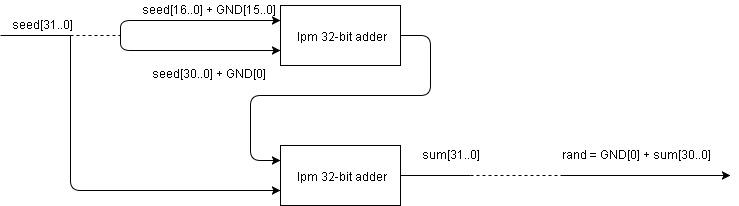 seed[16..0] + GND[15..0]
seed[31..0]
lpm 32-bit adder
seed[30..0] + GND[0]
sum[31..0]
rand = GND[0] + sum[30..0]
lpm 32-bit adder